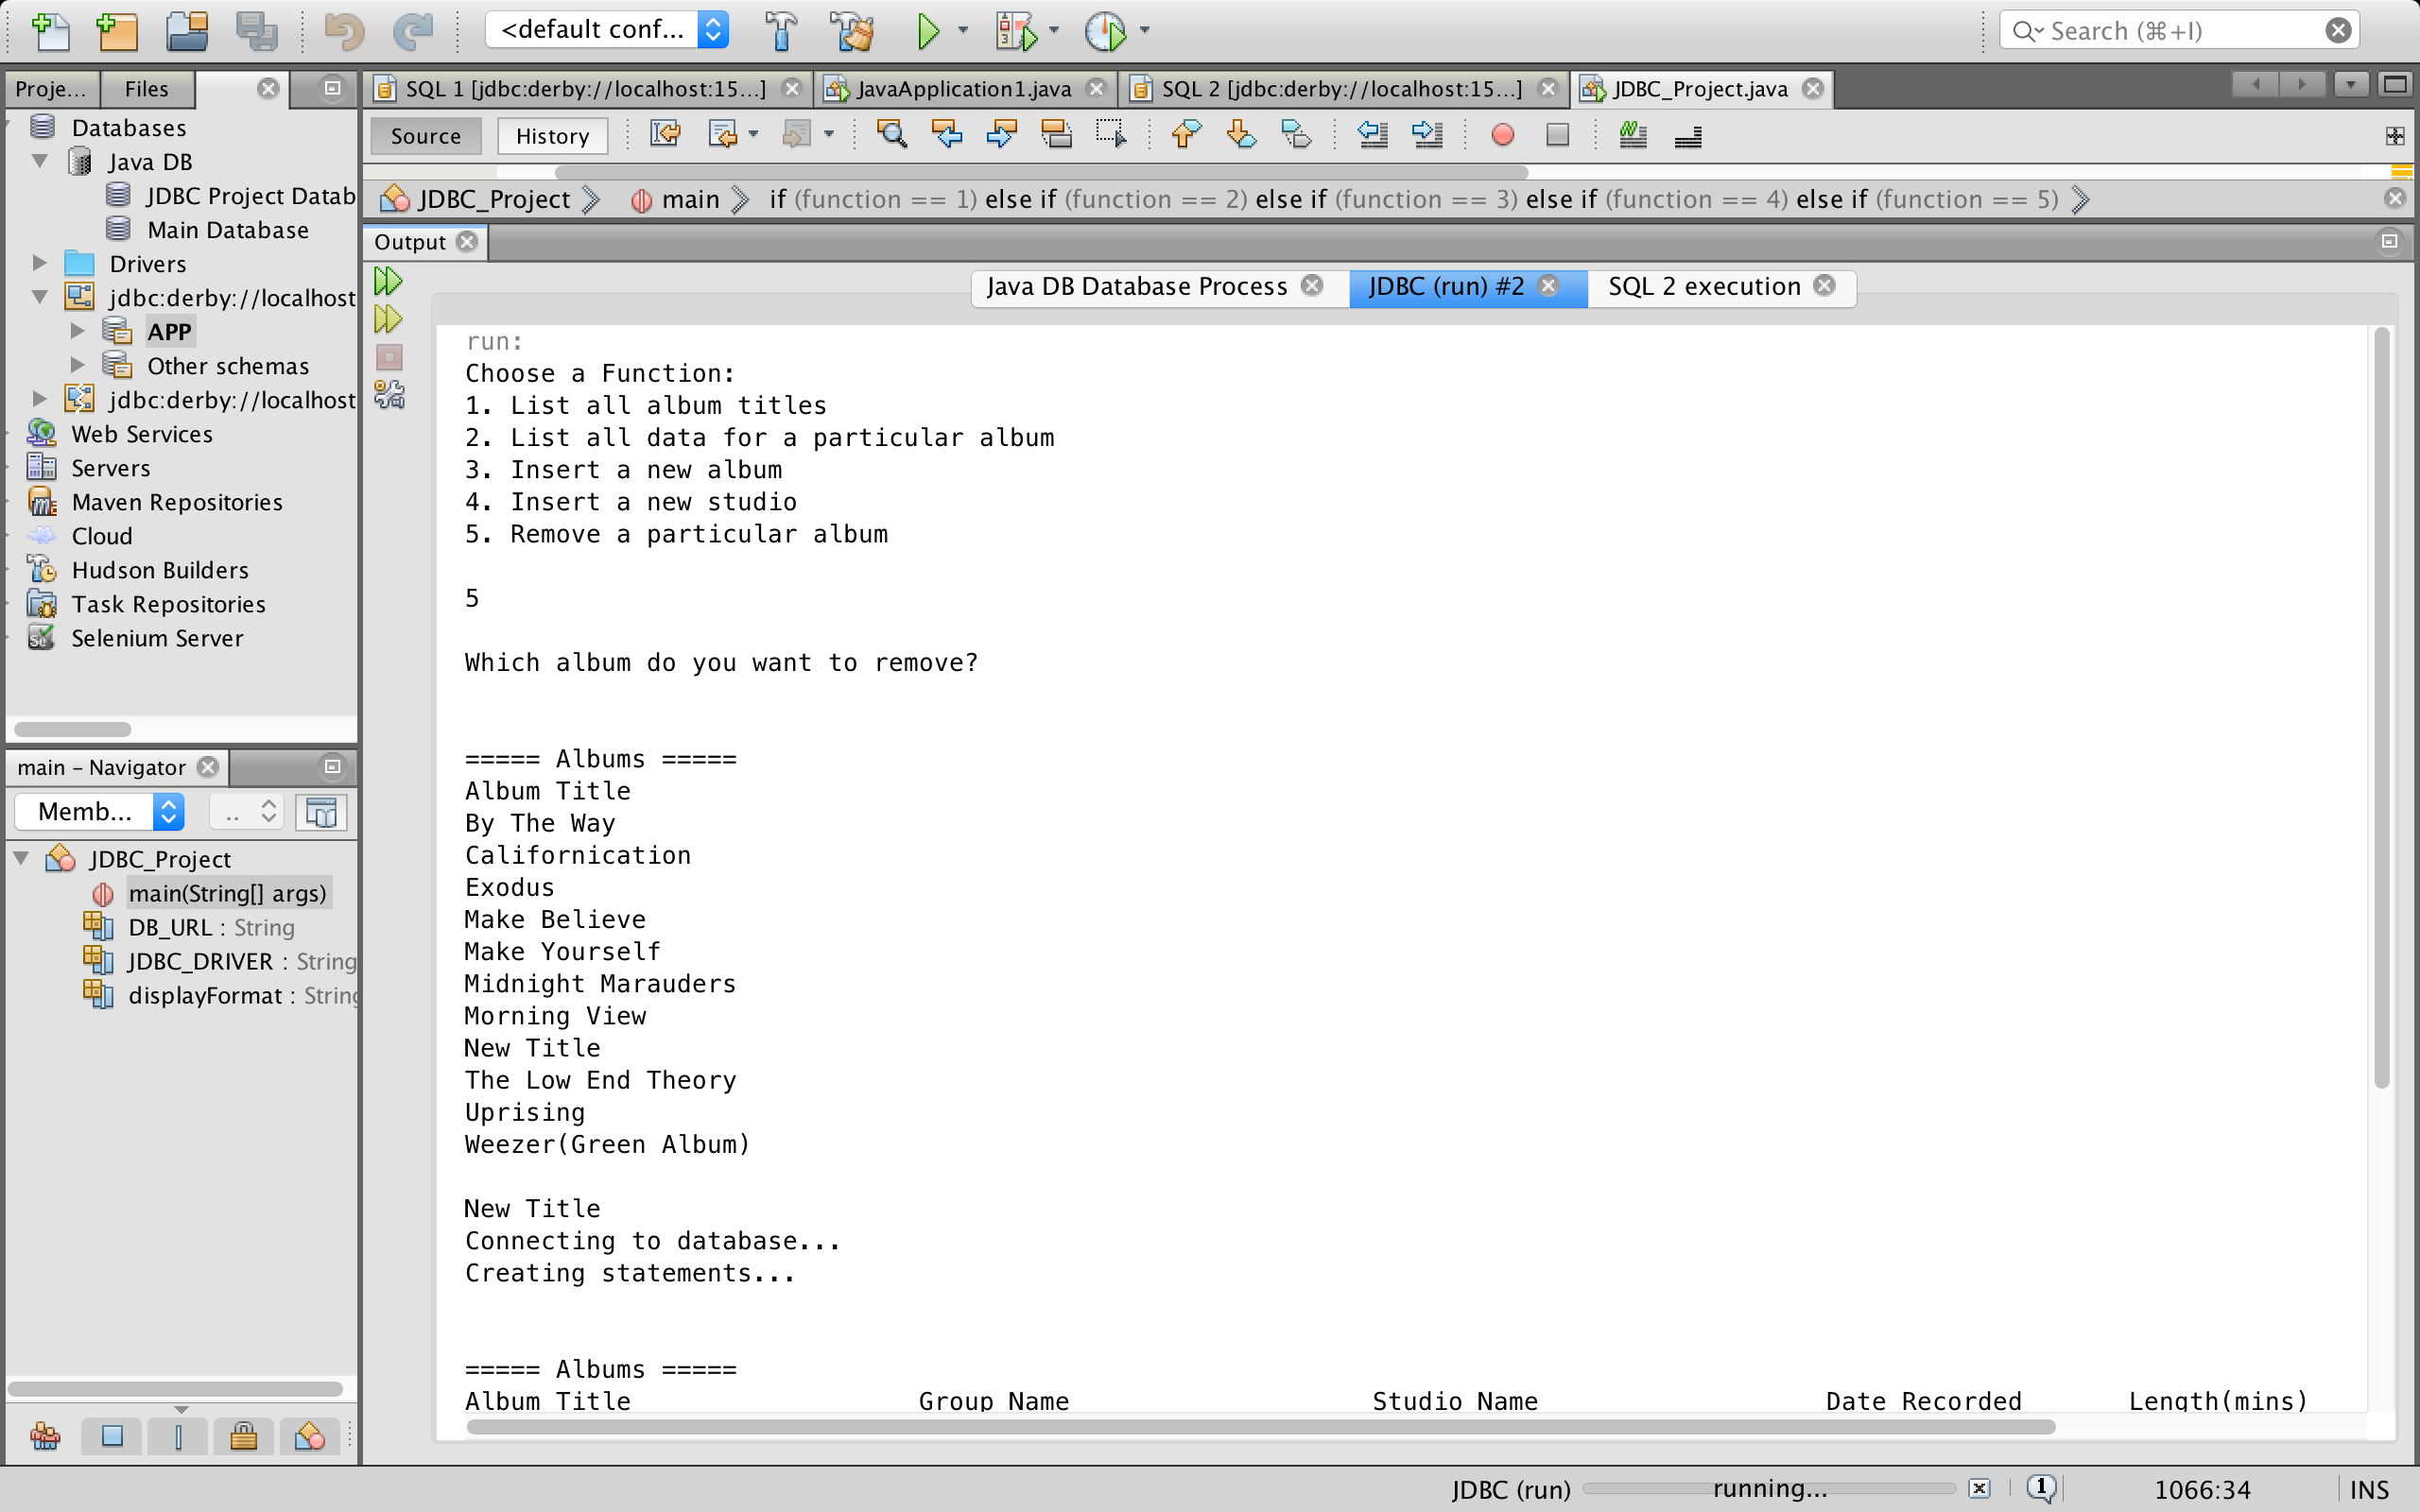 <default conf...
Search (⌘+I)
Proje...
Files
SQL 1 [jdbc:derby://localhost:15...]
JavaApplication1.java
SQL 2 [jdbc:derby://localhost:15...]
JDBC_Project.java
Source
History
JDBC_Project
main
if (function == 1) else if (function == 2) else if (function == 3) else if (function == 4) else if (function == 5)
Databases
Java DB
JDBC Project Datab
Main Database
Drivers
jdbc:derby://localhost
APP
Other schemas
jdbc:derby://localhost
Web Services
Servers
Maven Repositories
Cloud
Hudson Builders
Task Repositories
Selenium Server
main – Navigator
Memb...
..
JDBC_Project
main(String[] args)
DB_URL : String
JDBC_DRIVER : String
displayFormat : String
Output
Java DB Database Process
JDBC (run) #2
SQL 2 execution
run:
Choose a Function:
1. List all album titles
2. List all data for a particular album
3. Insert a new album
4. Insert a new studio
5. Remove a particular album
5
Which album do you want to remove?
===== Albums =====
Album Title
By The Way
Californication
Exodus
Make Believe
Make Yourself
Midnight Marauders
Morning View
New Title
The Low End Theory
Uprising
Weezer(Green Album)
New Title
Connecting to database...
Creating statements...
===== Albums =====
Album Title Group Name Studio Name Date Recorded Length(mins)
JDBC (run)
running...
1
1066:34
INS